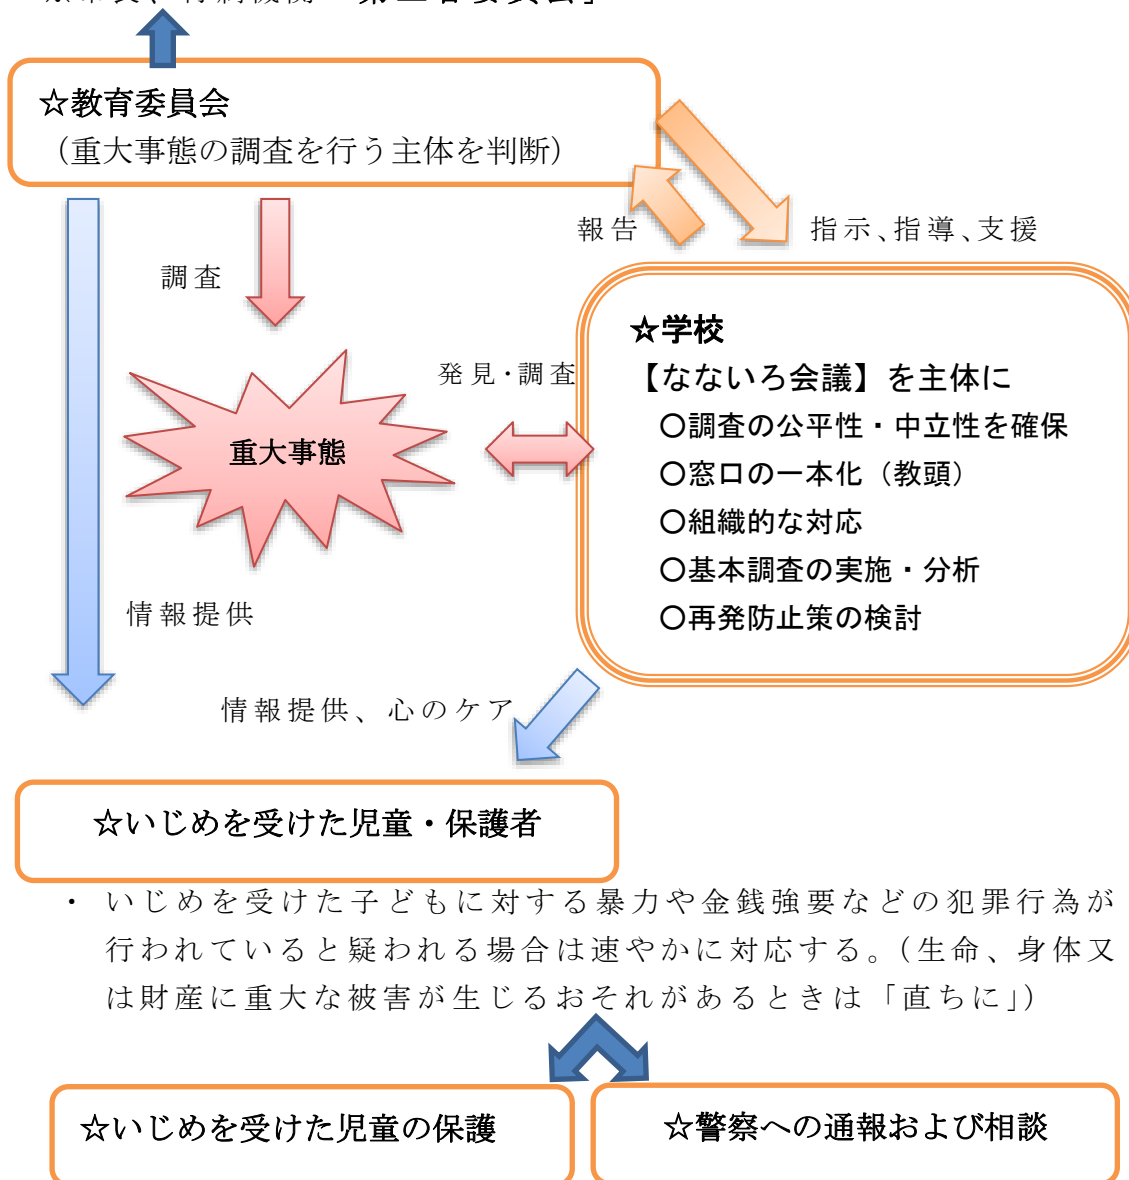 第三者委員会」
☆教育委員会
（重大事態の調査を行う主体を判断）
報告
指示、指導、支援
調査
☆学校
【なないろ会議】を主体に
〇調査の公平性・中立性を確保
〇窓口の一本化（教頭）
〇組織的な対応
〇基本調査の実施・分析
〇再発防止策の検討
発見・調査
重大事態
情報提供
情報提供、心のケア
☆いじめを受けた児童・保護者
・ いじめを受けた子どもに対する暴力や金銭強要などの犯罪行為が
行われていると疑われる場合は速やかに対応する。（生命、身体又
は財産に重大な被害が生じるおそれがあるときは「直ちに」）
☆いじめを受けた児童の保護
☆警察への通報および相談